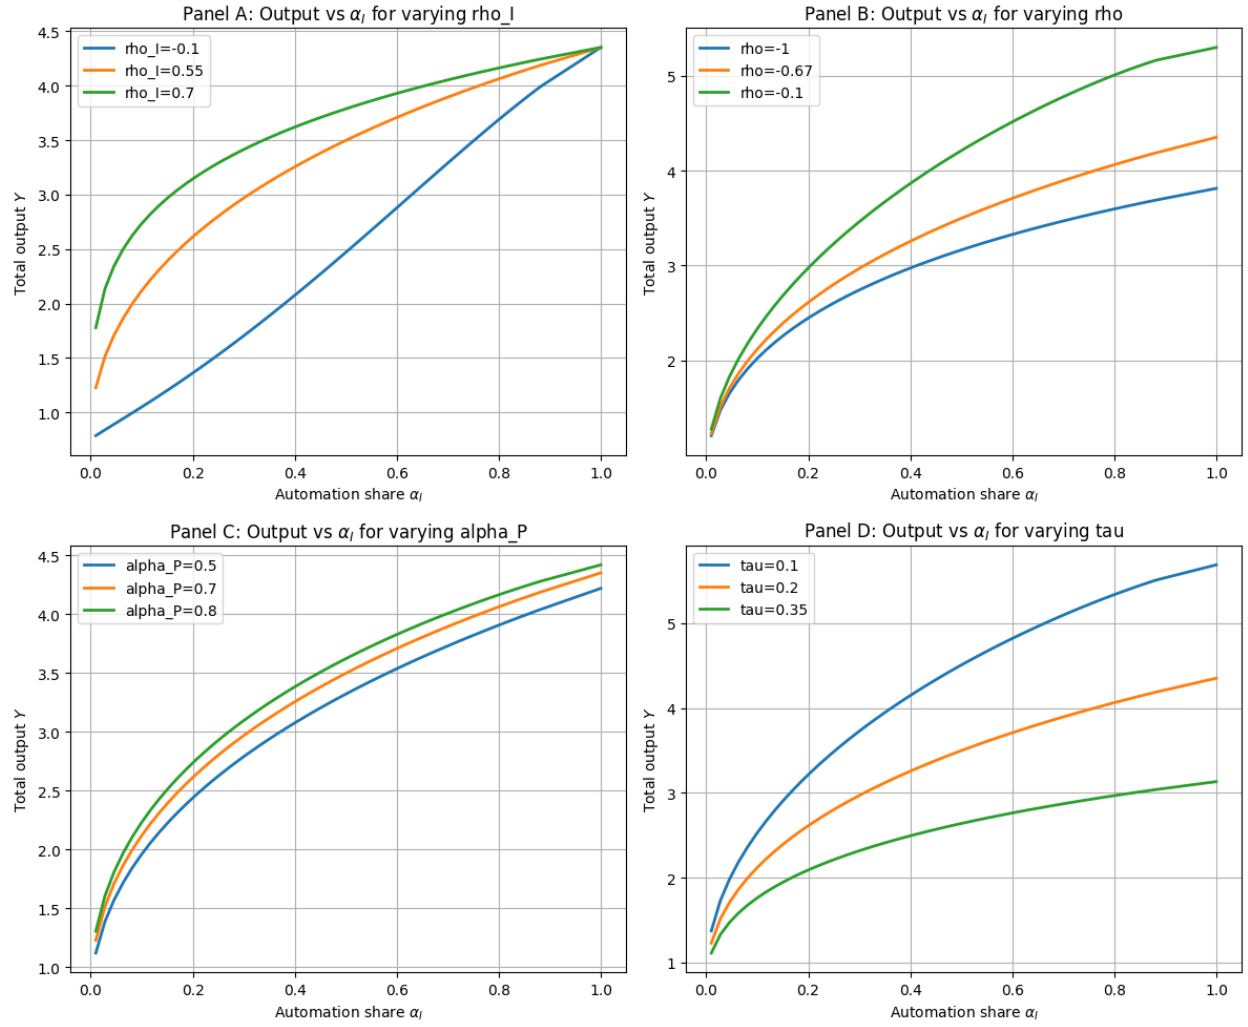 Panel A: Output vs α_I for varying rho_I
4.5
4.0
3.5
3.0
2.5
2.0
1.5
1.0
Total output Y
rho_I=-0.1
rho_I=0.55
rho_I=0.7
0.0 0.2 0.4 0.6 0.8 1.0
Automation share α_I
Panel B: Output vs α_I for varying rho
5
4
3
2
Total output Y
rho=-1
rho=-0.67
rho=-0.1
0.0 0.2 0.4 0.6 0.8 1.0
Automation share α_I
Panel C: Output vs α_I for varying alpha_P
4.5
4.0
3.5
3.0
2.5
2.0
1.5
1.0
Total output Y
alpha_P=0.5
alpha_P=0.7
alpha_P=0.8
0.0 0.2 0.4 0.6 0.8 1.0
Automation share α_I
Panel D: Output vs α_I for varying tau
5
4
3
2
1
Total output Y
tau=0.1
tau=0.2
tau=0.35
0.0 0.2 0.4 0.6 0.8 1.0
Automation share α_I